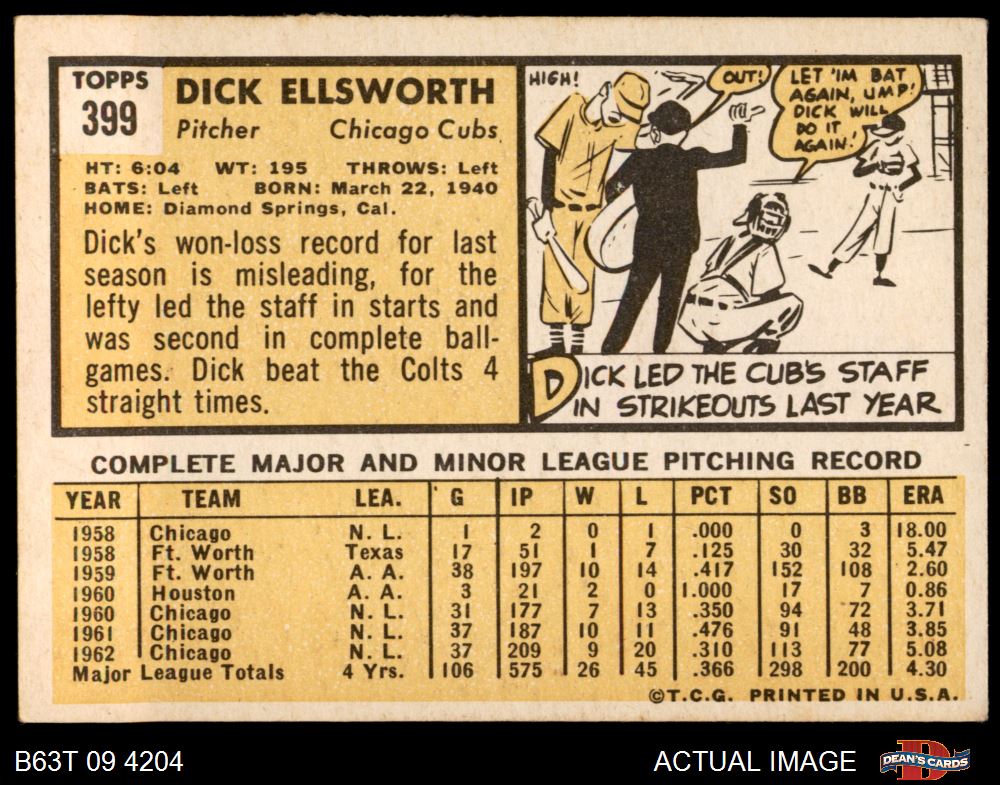 TOPPS
399
DICK ELLSWORTH
Pitcher Chicago Cubs
HT: 6:04 WT: 195 THROWS: Left
BATS: Left BORN: March 22, 1940
HOME: Diamond Springs, Cal.
Dick's won-loss record for last
season is misleading, for the
lefty led the staff in starts and
was second in complete ball-
games. Dick beat the Colts 4
straight times.
HIGH!
OUT!
LET 'IM BAT
AGAIN, UMP!
DICK WILL
DO IT
AGAIN!
DICK LED THE CUB'S STAFF
IN STRIKEOUTS LAST YEAR
COMPLETE MAJOR AND MINOR LEAGUE PITCHING RECORD
YEAR TEAM LEA. G IP W L PCT SO BB ERA
1958 Chicago N. L. 1 2 0 1 .000 0 3 18.00
1958 Ft. Worth Texas 17 51 1 7 .125 30 32 5.47
1959 Ft. Worth A. A. 38 197 10 14 .417 152 108 2.60
1960 Houston A. A. 3 21 2 0 1.000 17 7 0.86
1960 Chicago N. L. 31 177 7 13 .350 94 72 3.71
1961 Chicago N. L. 37 187 10 11 .476 91 48 3.85
1962 Chicago N. L. 37 209 9 20 .310 113 77 5.08
Major League Totals 4 Yrs. 106 575 26 45 .366 298 200 4.30
©T.C.G. PRINTED IN U.S.A.
B63T 09 4204 ACTUAL IMAGE
DEAN'S CARDS